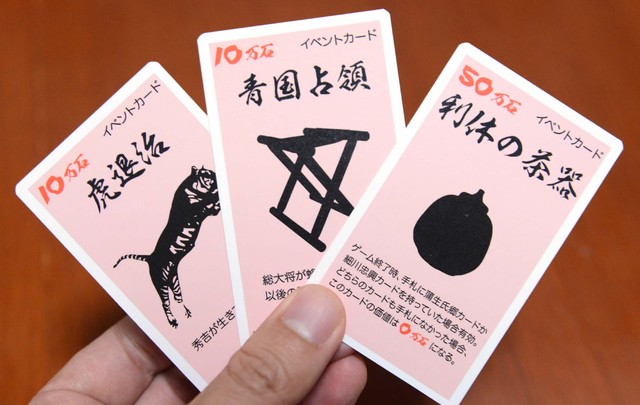 10万石
イベントカード
虎退治
秀吉が生き
10万石
イベントカード
青国占領
総大将が
以後の
50万石
イベントカード
利休の茶器
ゲーム終了時、手札に蒲生氏郷カードか
細川忠興カードを持っていた場合有効。
どちらのカードも手札になかった場合、
このカードの価値は0万石になる。